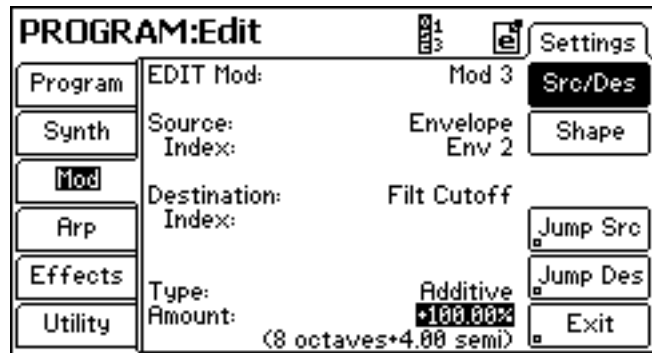 PROGRAM:Edit
Settings
Program
EDIT Mod: Mod 3
Src/Des
Synth
Source: Envelope
Shape
Index: Env 2
Mod
Destination: Filt Cutoff
Arp
Index:
Jump Src
Effects
Type: Additive
Jump Des
Utility
Amount: +100.00%
Exit
(8 octaves+4.00 semi)